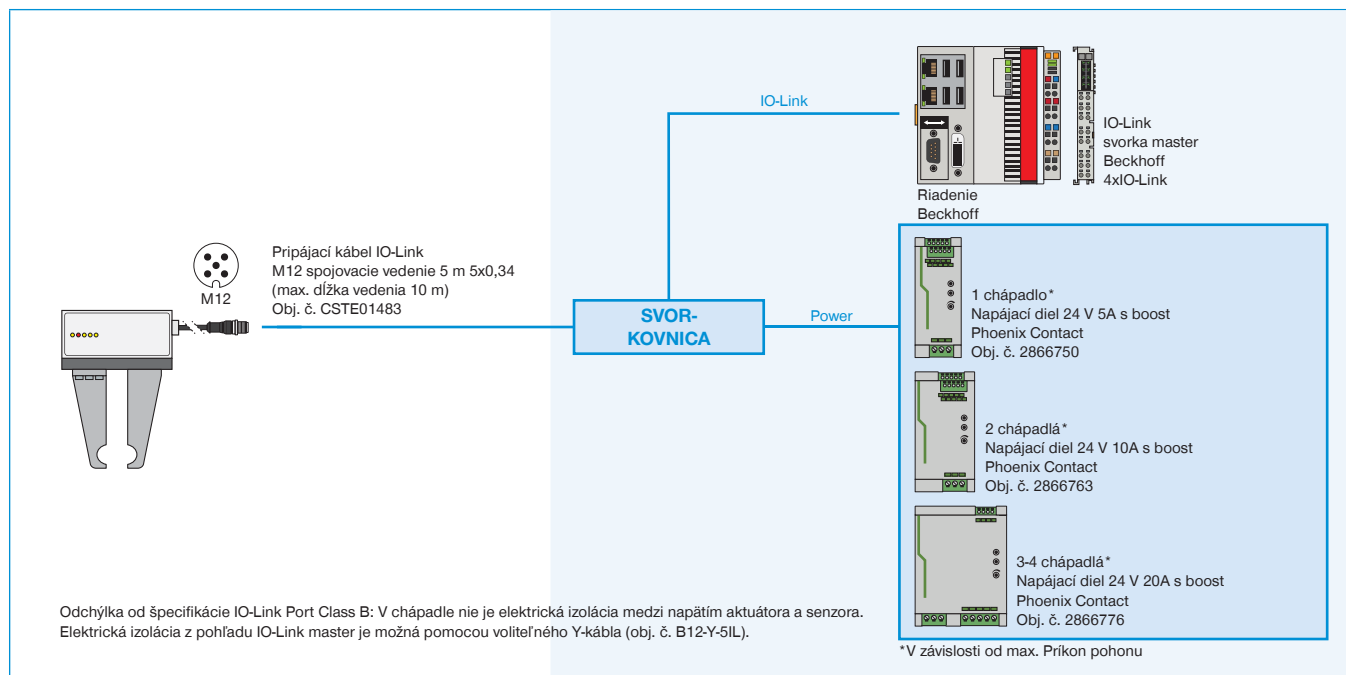 IO-Link
IO-Link
svorka master
Beckhoff
4xIO-Link
Riadenie
Beckhoff
M12
Pripájací kábel IO-Link
M12 spojovacie vedenie 5 m 5x0,34
(max. dĺžka vedenia 10 m)
Obj. č. CSTE01483
SVOR-
KOVNICA
Power
1 chápadlo*
Napájací diel 24 V 5A s boost
Phoenix Contact
Obj. č. 2866750
2 chápadlá*
Napájací diel 24 V 10A s boost
Phoenix Contact
Obj. č. 2866763
3-4 chápadlá*
Napájací diel 24 V 20A s boost
Phoenix Contact
Obj. č. 2866776
*V závislosti od max. Príkon pohonu
Odchýlka od špecifikácie IO-Link Port Class B: V chápadle nie je elektrická izolácia medzi napätím aktuátora a senzora.
Elektrická izolácia z pohľadu IO-Link master je možná pomocou voliteľného Y-kábla (obj. č. B12-Y-5IL).